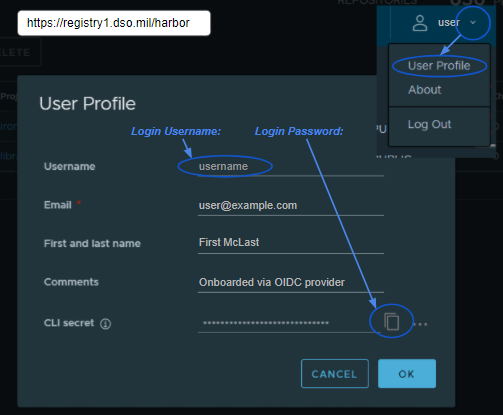 https://registry1.dso.mil/harbor
REPOSITORIES
user
User Profile
About
Log Out
User Profile
Login Username:
Login Password:
Username
username
Email *
user@example.com
First and last name
First McLast
Comments
Onboarded via OIDC provider
CLI secret
••••••••••••••••••••••••••••
CANCEL
OK